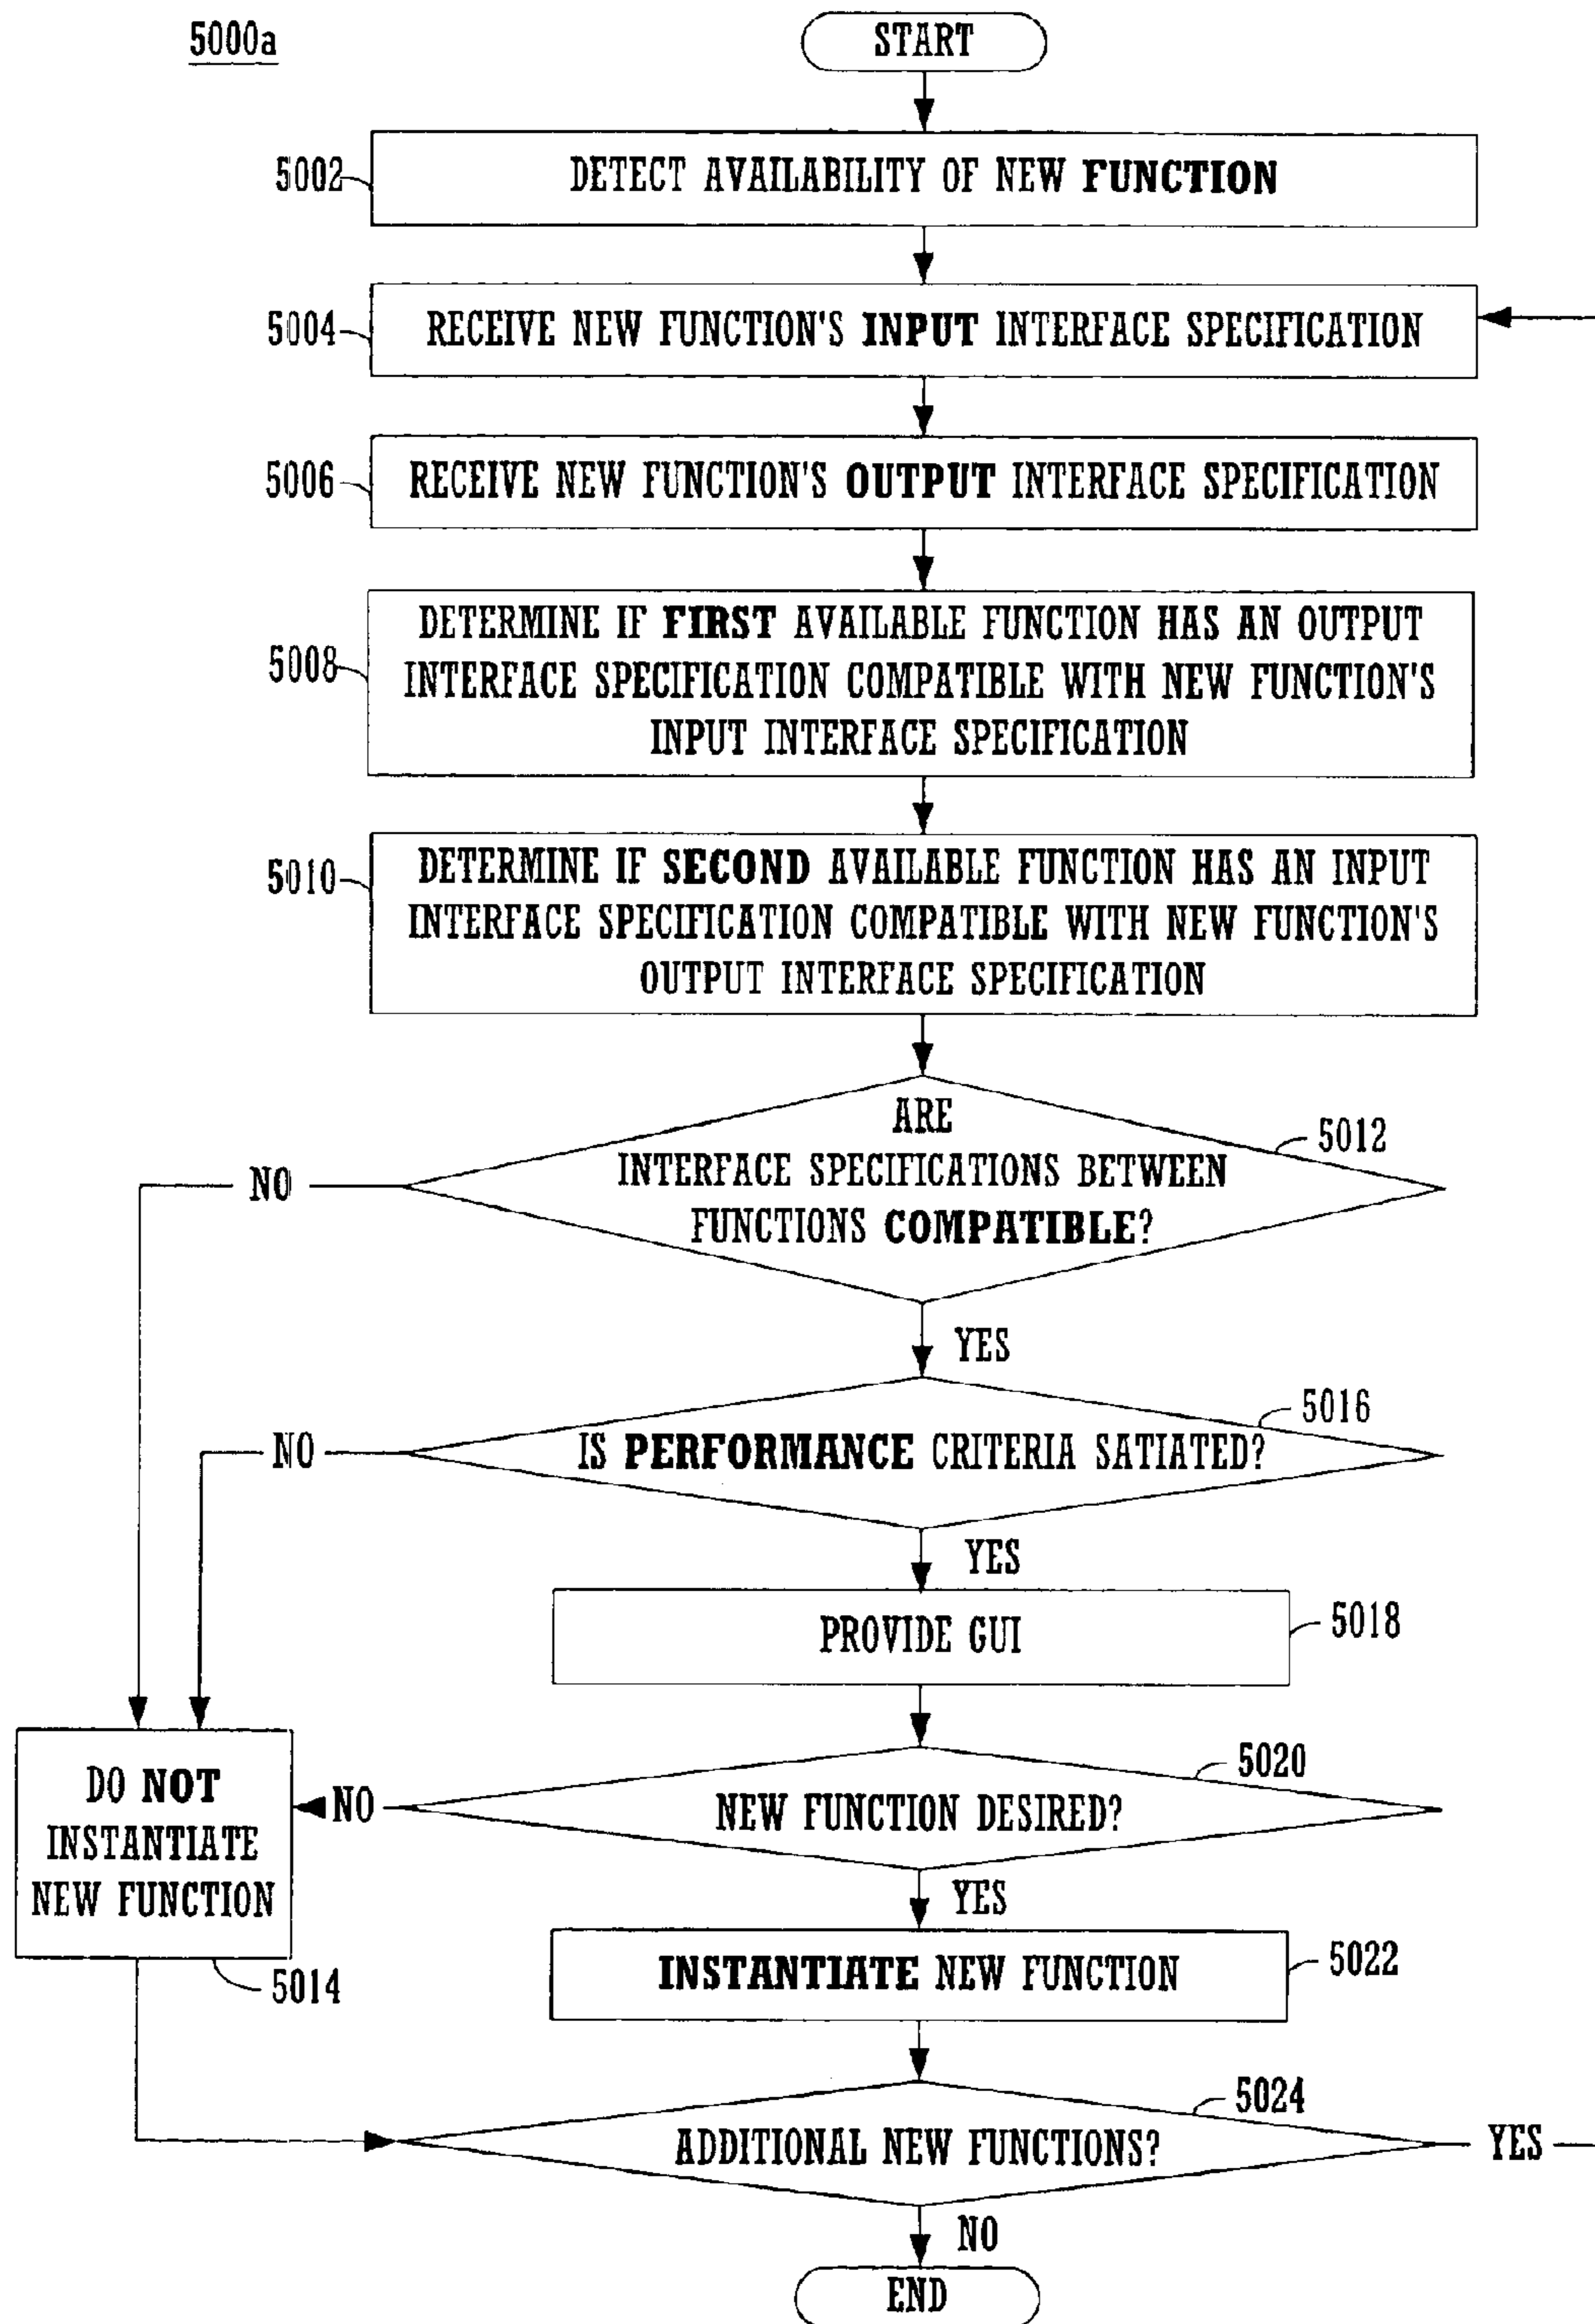 5000a
START
5002
DETECT AVAILABILITY OF NEW FUNCTION
5004
RECEIVE NEW FUNCTION'S INPUT INTERFACE SPECIFICATION
5006
RECEIVE NEW FUNCTION'S OUTPUT INTERFACE SPECIFICATION
5008
DETERMINE IF FIRST AVAILABLE FUNCTION HAS AN OUTPUT
INTERFACE SPECIFICATION COMPATIBLE WITH NEW FUNCTION'S
INPUT INTERFACE SPECIFICATION
5010
DETERMINE IF SECOND AVAILABLE FUNCTION HAS AN INPUT
INTERFACE SPECIFICATION COMPATIBLE WITH NEW FUNCTION'S
OUTPUT INTERFACE SPECIFICATION
ARE
INTERFACE SPECIFICATIONS BETWEEN
FUNCTIONS COMPATIBLE?
5012
NO
YES
5016
IS PERFORMANCE CRITERIA SATIATED?
NO
YES
PROVIDE GUI
5018
5020
NEW FUNCTION DESIRED?
NO
DO NOT
INSTANTIATE
NEW FUNCTION
5014
YES
INSTANTIATE NEW FUNCTION
5022
5024
ADDITIONAL NEW FUNCTIONS?
YES
NO
END